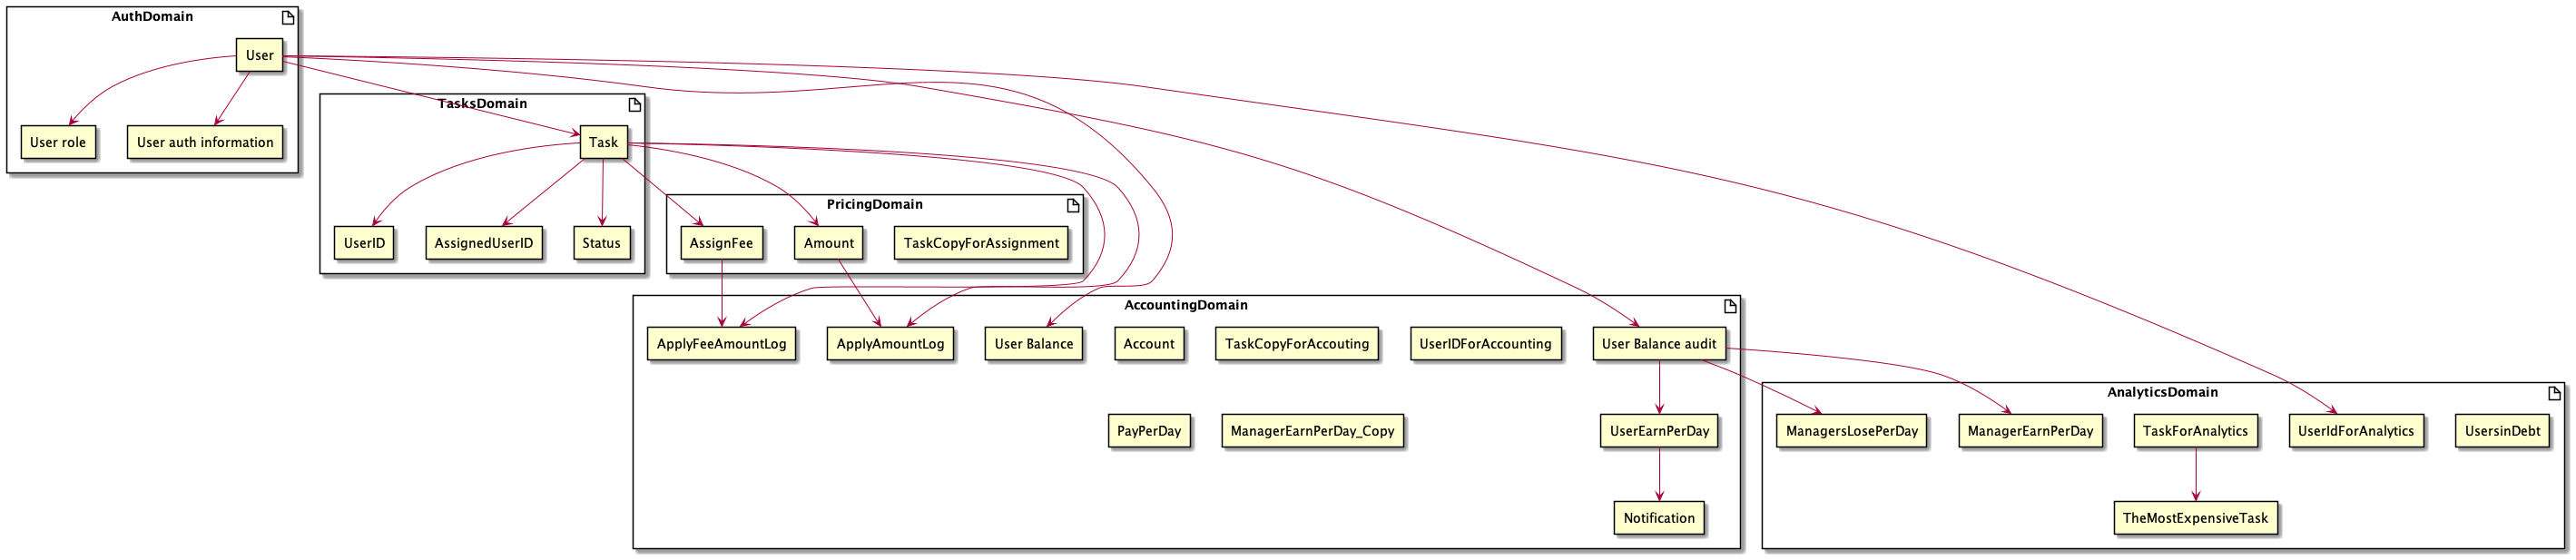 AuthDomain
User
User role
User auth information
TasksDomain
Task
UserID
AssignedUserID
Status
PricingDomain
AssignFee
Amount
TaskCopyForAssignment
AccountingDomain
ApplyFeeAmountLog
ApplyAmountLog
User Balance
Account
TaskCopyForAccouting
UserIDForAccounting
User Balance audit
PayPerDay
ManagerEarnPerDay_Copy
UserEarnPerDay
Notification
AnalyticsDomain
ManagersLosePerDay
ManagerEarnPerDay
TaskForAnalytics
UserIdForAnalytics
UsersinDebt
TheMostExpensiveTask